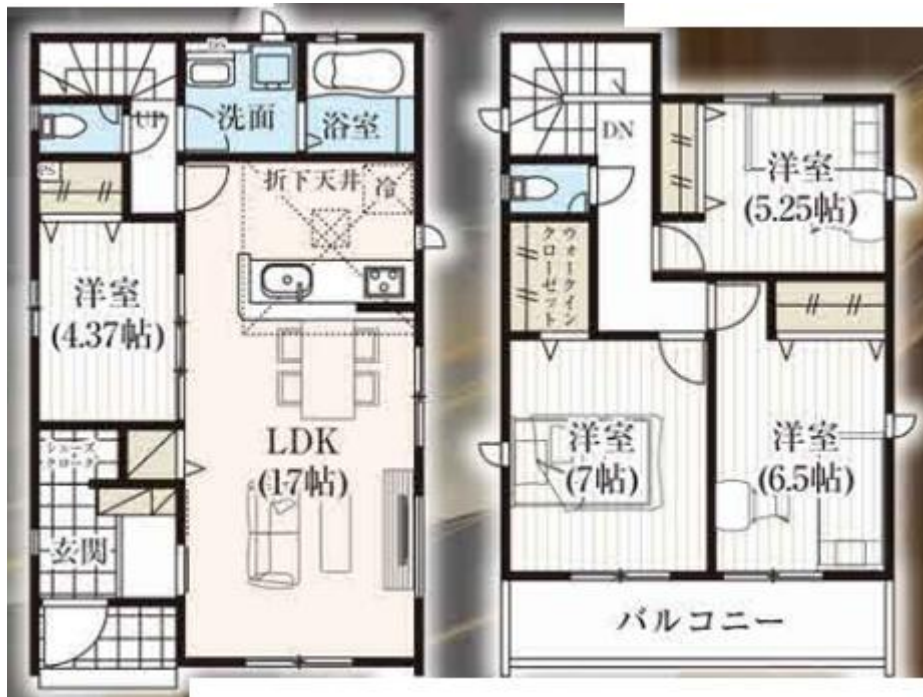 UP
洗面
浴室
PS
折下天井
冷
洋室
(4.37帖)
LDK
(17帖)
シューズ
クローク
玄関
DN
洋室
(5.25帖)
ウォークイン
クローゼット
洋室
(7帖)
洋室
(6.5帖)
バルコニー